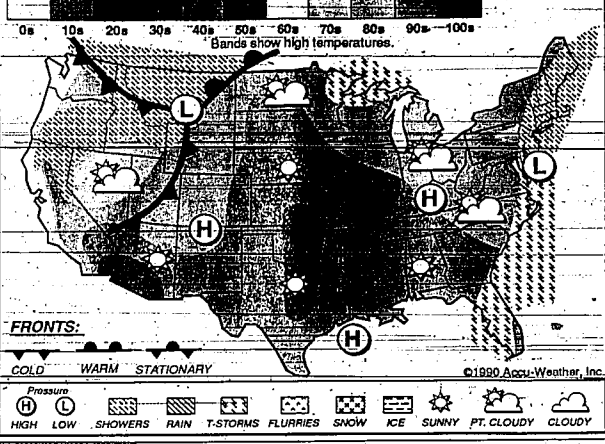 0s 10s 20s 30s 40s 50s 60s 70s 80s 90s 100s
Bands show high temperatures.
L
L
H
H
H
FRONTS:
COLD WARM STATIONARY
©1990 Accu-Weather, Inc.
Pressure
H L
HIGH LOW SHOWERS RAIN T-STORMS FLURRIES SNOW ICE SUNNY PT. CLOUDY CLOUDY